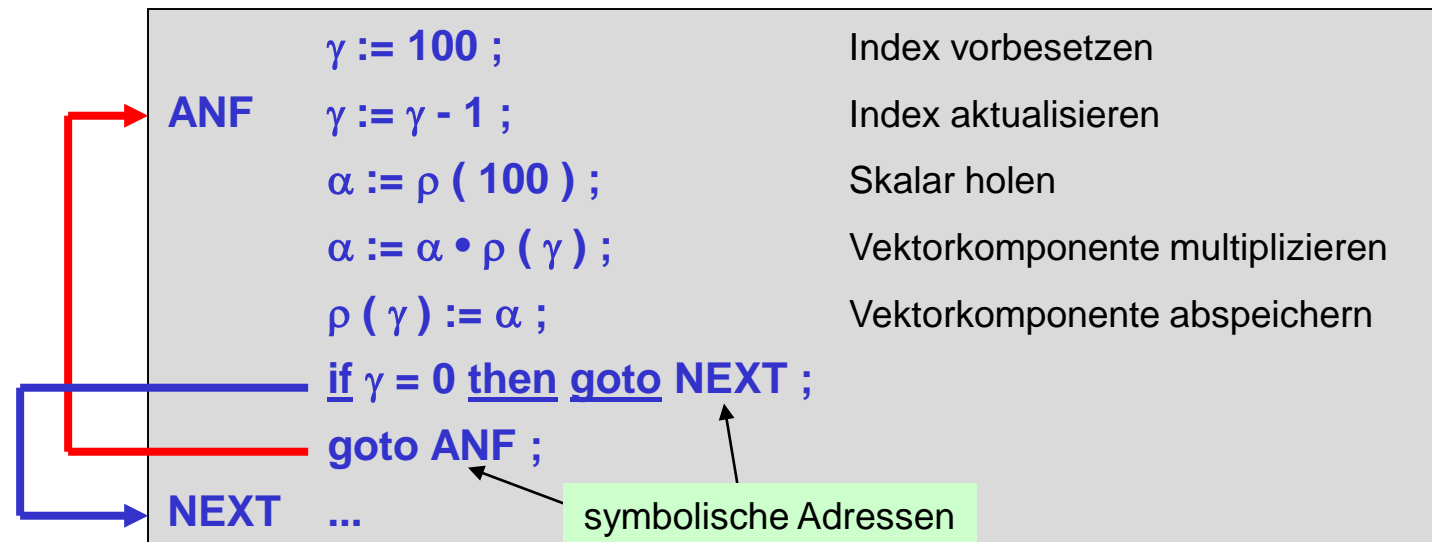 γ := 100 ; Index vorbesetzen
ANF γ := γ - 1 ; Index aktualisieren
α := ρ ( 100 ) ; Skalar holen
α := α • ρ ( γ ) ; Vektorkomponente multiplizieren
ρ ( γ ) := α ; Vektorkomponente abspeichern
if γ = 0 then goto NEXT ;
goto ANF ;
NEXT ... symbolische Adressen